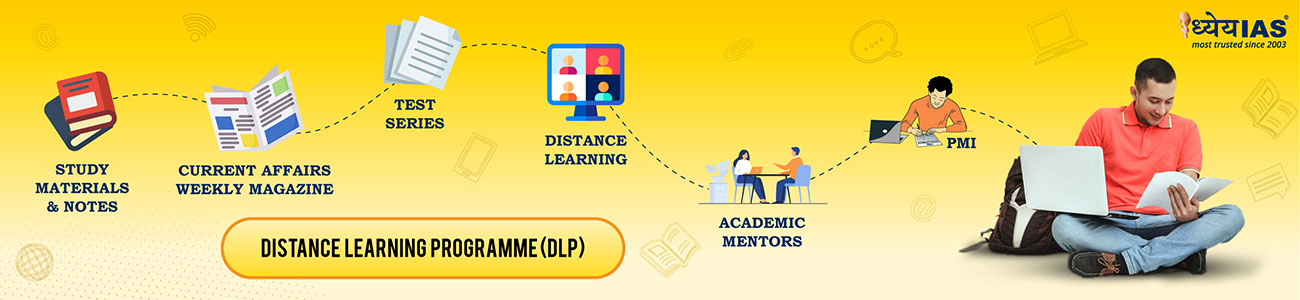 STUDY
MATERIALS
& NOTES
CURRENT AFFAIRS
WEEKLY MAGAZINE
TEST
SERIES
DISTANCE
LEARNING
ACADEMIC
MENTORS
PMI
ध्येयIAS®
most trusted since 2003
DISTANCE LEARNING PROGRAMME (DLP)